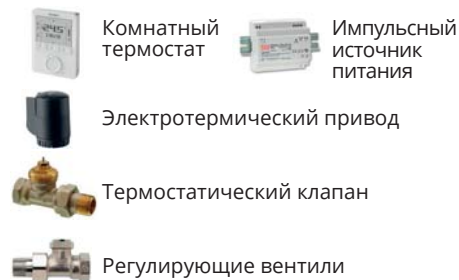 Комнатный
термостат
Импульсный
источник
питания
Электротермический привод
Термостатический клапан
Регулирующие вентили